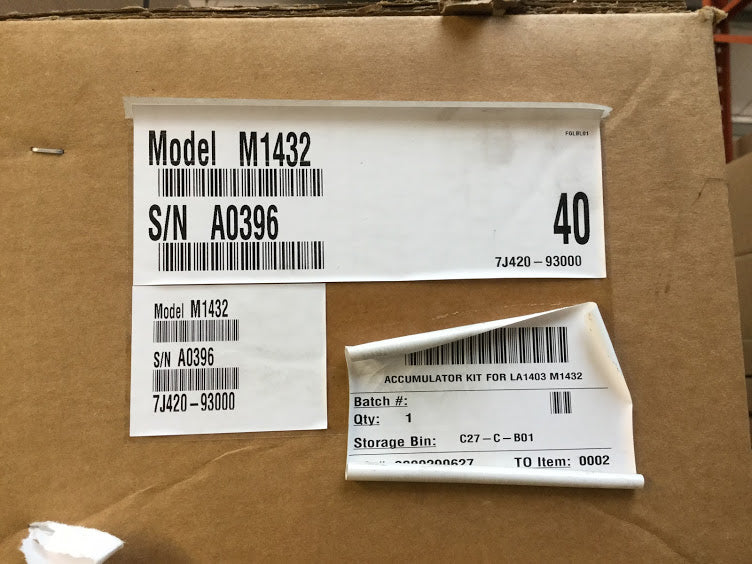 Model M1432
FGLBL01
S/N A0396
40
7J420-93000
Model M1432
S/N A0396
7J420-93000
ACCUMULATOR KIT FOR LA1403 M1432
Batch #:
Qty: 1
Storage Bin: C27-C-B01
TO Item: 0002